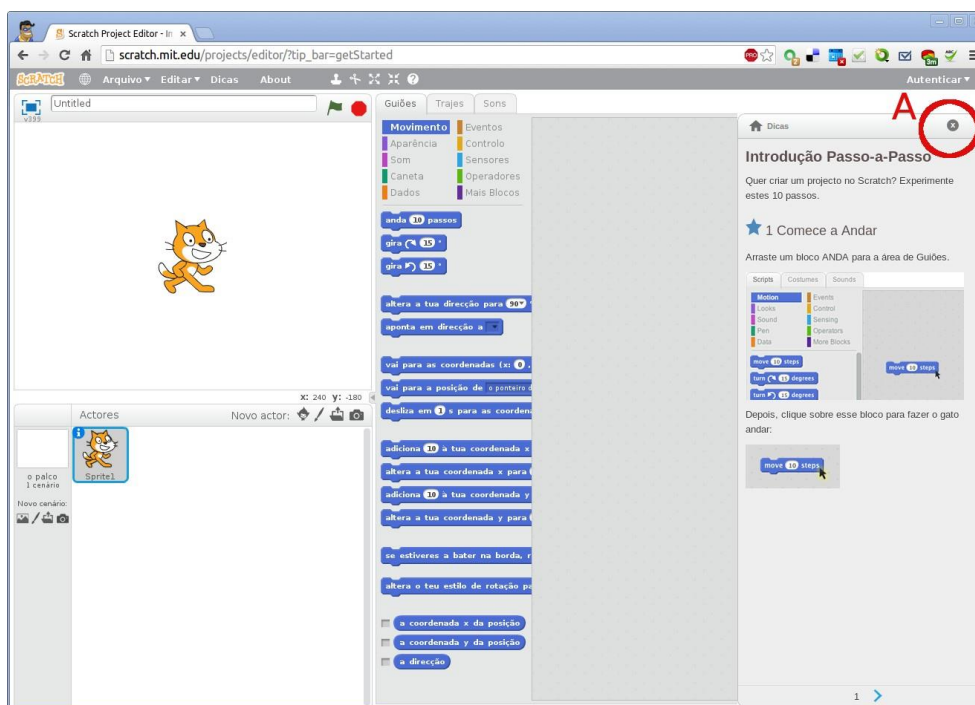 Scratch Project Editor - In
scratch.mit.edu/projects/editor/?tip_bar=getStarted
SCRATCH Arquivo Editar Dicas About Autenticar
Untitled
v399
Guiões Trajes Sons
Movimento Eventos
Aparência Controlo
Som Sensores
Caneta Operadores
Dados Mais Blocos
anda 10 passos
gira 15 °
gira 15 °
altera a tua direcção para 90
aponta em direcção a
vai para as coordenadas (x: 0 ,
vai para a posição de o ponteiro d
desliza em 1 s para as coorden
adiciona 10 à tua coordenada x
altera a tua coordenada x para
adiciona 10 à tua coordenada y
altera a tua coordenada y para
se estiveres a bater na borda, r
altera o teu estilo de rotação pa
a coordenada x da posição
a coordenada y da posição
a direcção
X: 240 y: -180
Actores Novo actor:
o palco
1 cenário
Novo cenário:
Sprite1
A
Dicas
Introdução Passo-a-Passo
Quer criar um projecto no Scratch? Experimente
estes 10 passos.
1 Comece a Andar
Arraste um bloco ANDA para a área de Guiões.
Scripts Costumes Sounds
Motion Events
Looks Control
Sound Sensing
Pen Operators
Data More Blocks
move 10 steps
turn 15 degrees
turn 15 degrees
move 10 steps
Depois, clique sobre esse bloco para fazer o gato
andar:
move 10 steps
1